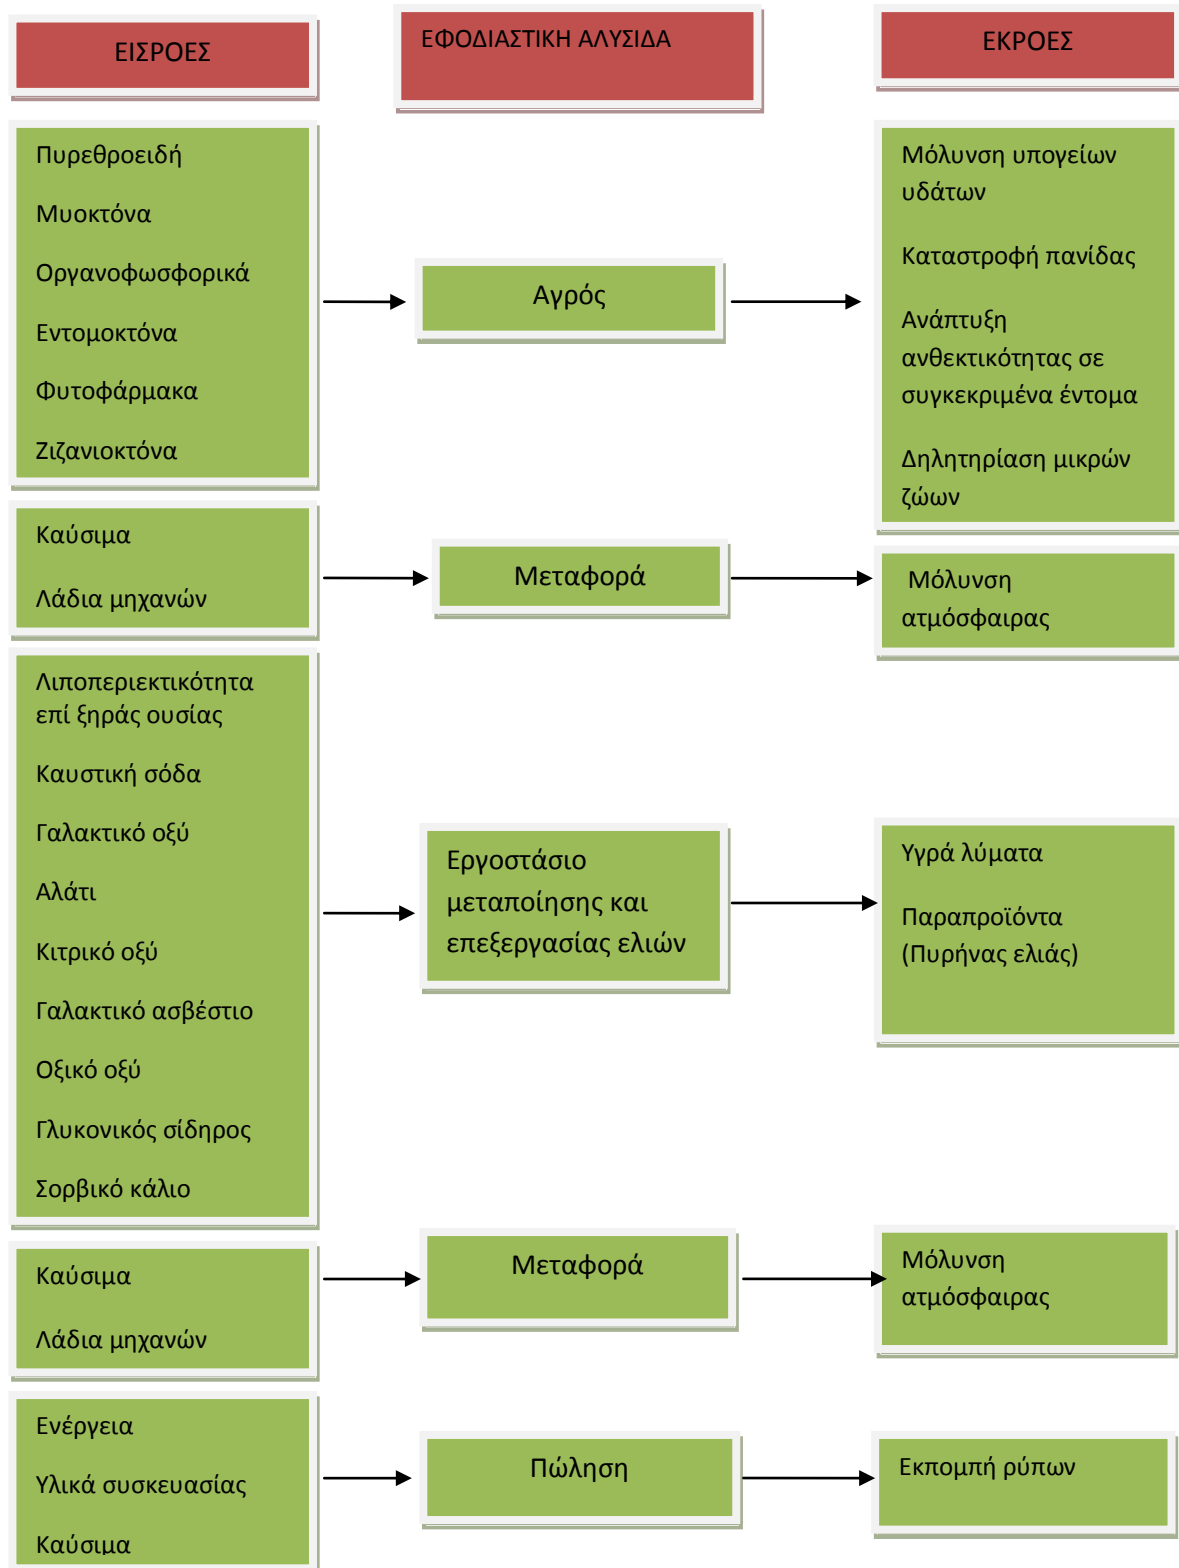 ΕΙΣΡΟΕΣ
ΕΦΟΔΙΑΣΤΙΚΗ ΑΛΥΣΙΔΑ
ΕΚΡΟΕΣ
Πυρεθροειδή
Μυοκτόνα
Οργανοφωσφορικά
Εντομοκτόνα
Φυτοφάρμακα
Ζιζανιοκτόνα
Αγρός
Μόλυνση υπογείων
υδάτων
Καταστροφή πανίδας
Ανάπτυξη
ανθεκτικότητας σε
συγκεκριμένα έντομα
Δηλητηρίαση μικρών
ζώων
Καύσιμα
Λάδια μηχανών
Μεταφορά
Μόλυνση
ατμόσφαιρας
Λιποπεριεκτικότητα
επί ξηράς ουσίας
Καυστική σόδα
Γαλακτικό οξύ
Αλάτι
Κιτρικό οξύ
Γαλακτικό ασβέστιο
Οξικό οξύ
Γλυκονικός σίδηρος
Σορβικό κάλιο
Εργοστάσιο
μεταποίησης και
επεξεργασίας ελιών
Υγρά λύματα
Παραπροϊόντα
(Πυρήνας ελιάς)
Καύσιμα
Λάδια μηχανών
Μεταφορά
Μόλυνση
ατμόσφαιρας
Ενέργεια
Υλικά συσκευασίας
Καύσιμα
Πώληση
Εκπομπή ρύπων